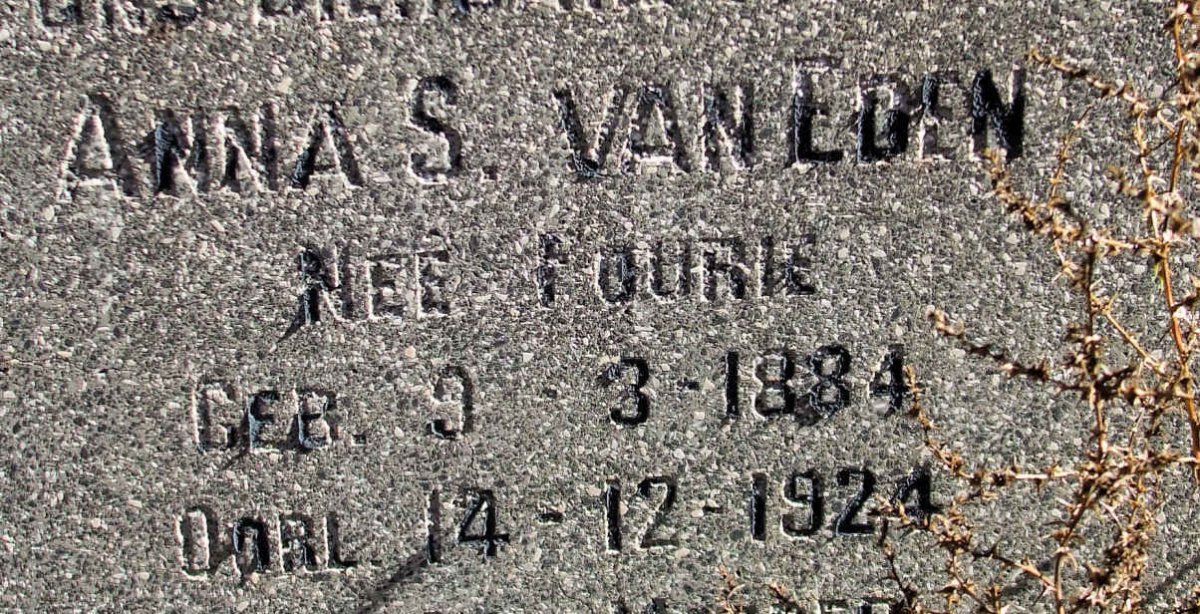 ANNA S. VAN EDEN
NEE FOURIE
GEB. 9 - 3 - 1884
OORL. 14 - 12 - 1924